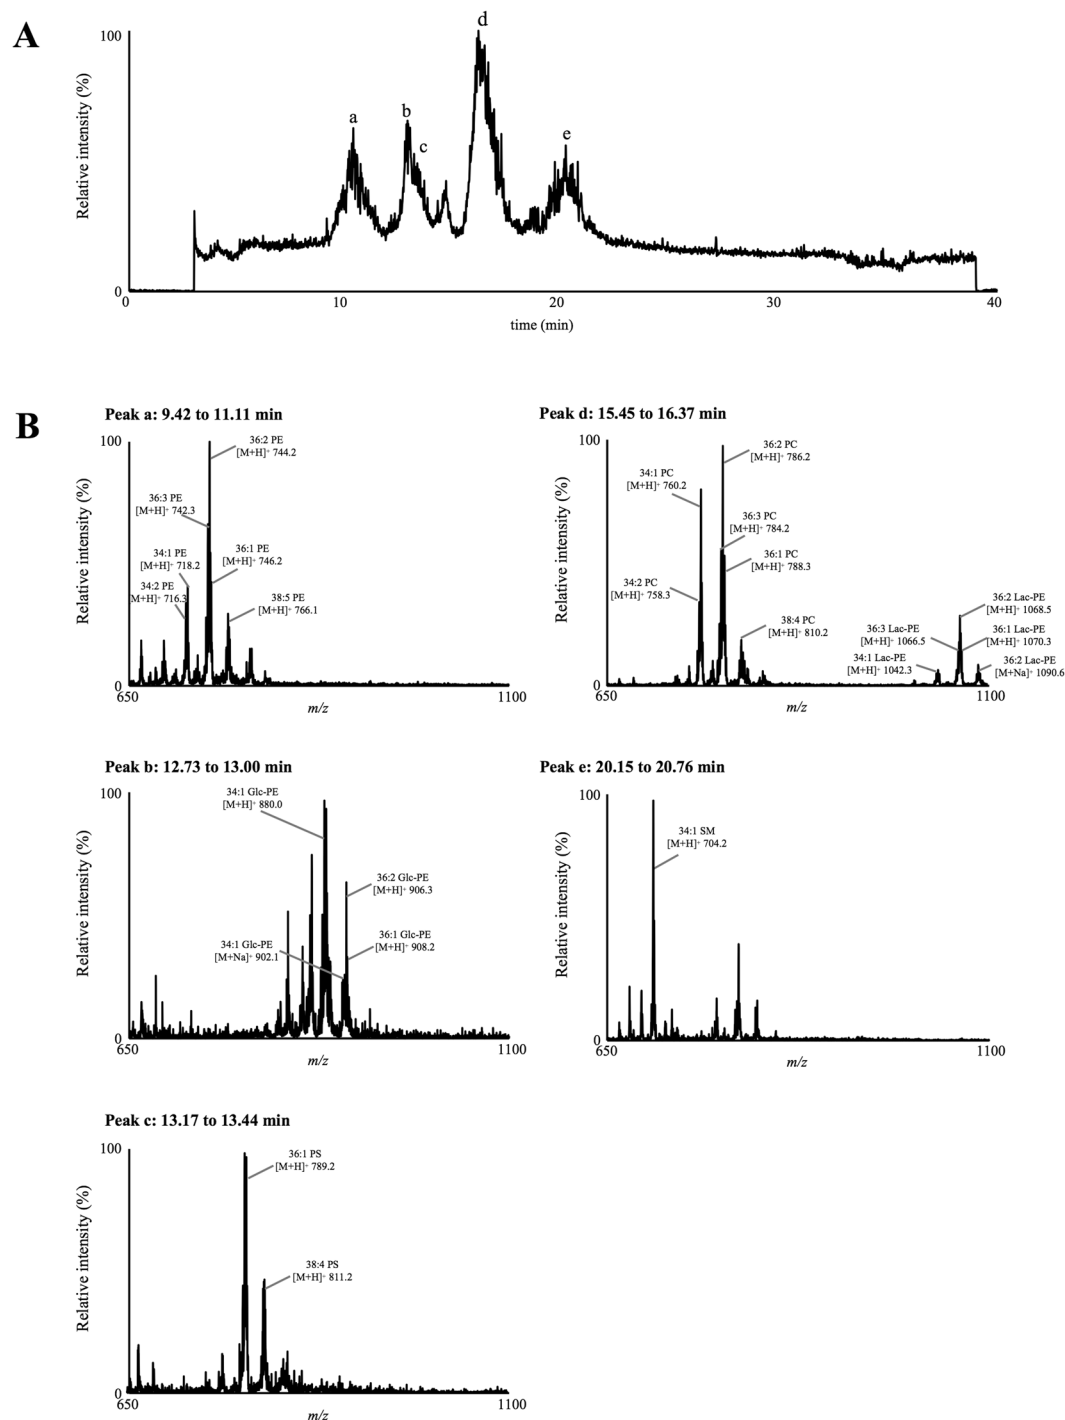 A
100
Relative intensity (%)
0
a
b
c
d
e
0
10
20
30
40
time (min)
B
Peak a: 9.42 to 11.11 min
100
Relative intensity (%)
0
36:2 PE
[M+H]⁺ 744.2
36:3 PE
[M+H]⁺ 742.3
34:1 PE
[M+H]⁺ 718.2
36:1 PE
[M+H]⁺ 746.2
34:2 PE
[M+H]⁺ 716.3
38:5 PE
[M+H]⁺ 766.1
650
1100
m/z
Peak d: 15.45 to 16.37 min
100
Relative intensity (%)
0
36:2 PC
[M+H]⁺ 786.2
34:1 PC
[M+H]⁺ 760.2
36:3 PC
[M+H]⁺ 784.2
36:1 PC
[M+H]⁺ 788.3
34:2 PC
[M+H]⁺ 758.3
38:4 PC
[M+H]⁺ 810.2
36:2 Lac-PE
[M+H]⁺ 1068.5
36:3 Lac-PE
[M+H]⁺ 1066.5
36:1 Lac-PE
[M+H]⁺ 1070.3
34:1 Lac-PE
[M+H]⁺ 1042.3
36:2 Lac-PE
[M+Na]⁺ 1090.6
650
1100
m/z
Peak b: 12.73 to 13.00 min
100
Relative intensity (%)
0
34:1 Glc-PE
[M+H]⁺ 880.0
36:2 Glc-PE
[M+H]⁺ 906.3
34:1 Glc-PE
[M+Na]⁺ 902.1
36:1 Glc-PE
[M+H]⁺ 908.2
650
1100
m/z
Peak e: 20.15 to 20.76 min
100
Relative intensity (%)
0
34:1 SM
[M+H]⁺ 704.2
650
1100
m/z
Peak c: 13.17 to 13.44 min
100
Relative intensity (%)
0
36:1 PS
[M+H]⁺ 789.2
38:4 PS
[M+H]⁺ 811.2
650
1100
m/z